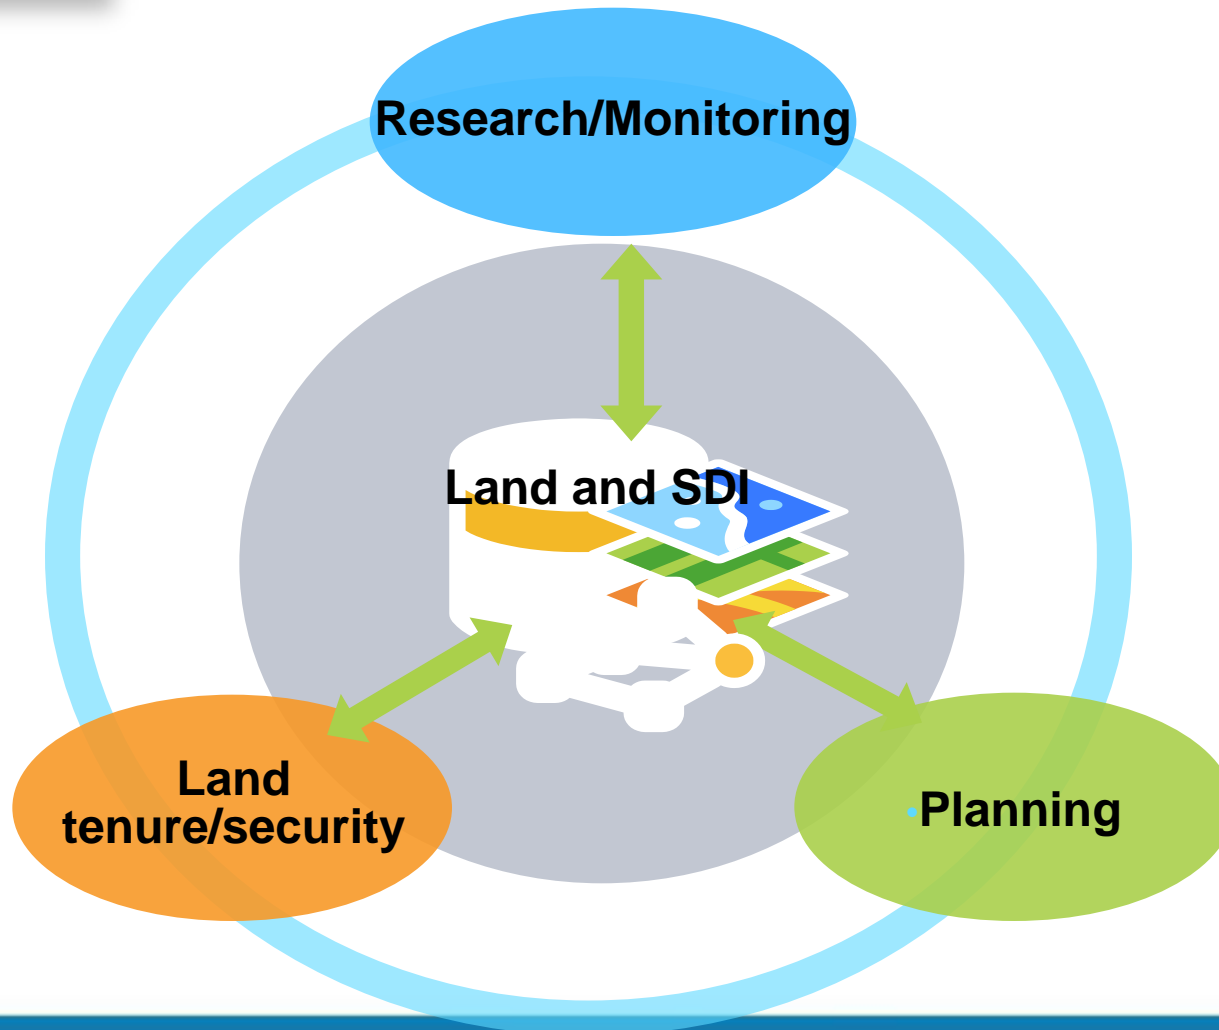 Research/Monitoring
Land and SDI
Land
tenure/security
•Planning